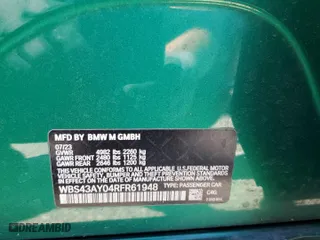 MFD BY BMW M GMBH
07/23
GVWR 4982 lbs 2260 kg
GAWR FRONT 2480 lbs 1125 kg
GAWR REAR 2646 lbs 1200 kg
THIS VEHICLE CONFORMS TO ALL APPLICABLE
FEDERAL MOTOR VEHICLE SAFETY, BUMPER, AND
THEFT PREVENTION STANDARDS IN EFFECT ON THE
DATE OF MANUFACTURE SHOWN ABOVE.
WBS43AY04RFR61948 TYPE: PASSENGER CAR
C4G
DREAMBID